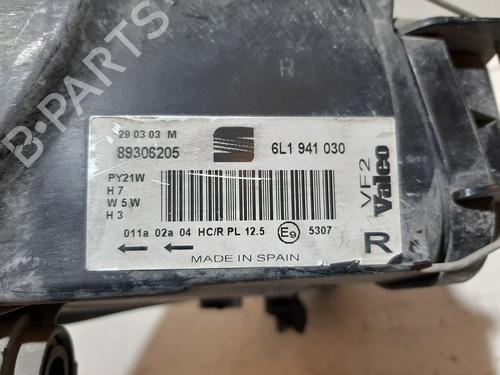 B-PARTS
R
29 03 03 M
89306205
6L1 941 030
PY21W
H7
W5W
H3
VF2
Valeo
011a 02a 04 HC/R PL 12.5 E9 5307
R
MADE IN SPAIN